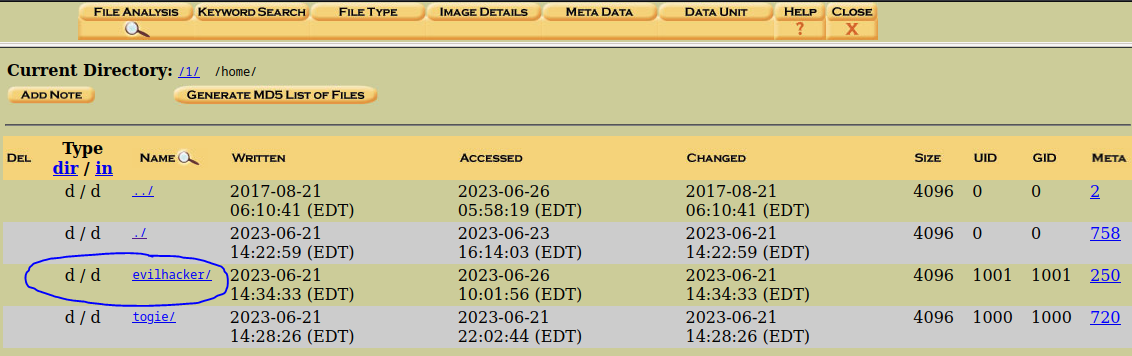 FILE ANALYSIS KEYWORD SEARCH FILE TYPE IMAGE DETAILS META DATA DATA UNIT HELP CLOSE
? X
Current Directory: /1/ /home/
ADD NOTE GENERATE MD5 LIST OF FILES
DEL Type dir / in NAME WRITTEN ACCESSED CHANGED SIZE UID GID META
d / d ../ 2017-08-21 2023-06-26 2017-08-21 4096 0 0 2
06:10:41 (EDT) 05:58:19 (EDT) 06:10:41 (EDT)
d / d ./ 2023-06-21 2023-06-23 2023-06-21 4096 0 0 758
14:22:59 (EDT) 16:14:03 (EDT) 14:22:59 (EDT)
d / d evilhacker/ 2023-06-21 2023-06-26 2023-06-21 4096 1001 1001 250
14:34:33 (EDT) 10:01:56 (EDT) 14:34:33 (EDT)
d / d togie/ 2023-06-21 2023-06-21 2023-06-21 4096 1000 1000 720
14:28:26 (EDT) 22:02:44 (EDT) 14:28:26 (EDT)